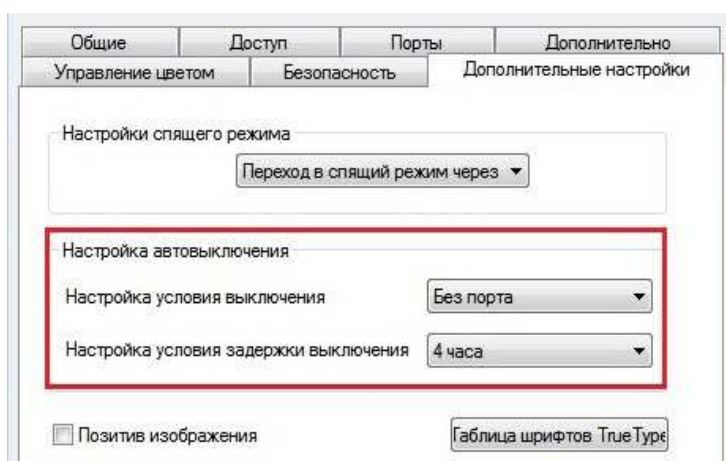 Общие Доступ Порты Дополнительно
Управление цветом Безопасность Дополнительные настройки
Настройки спящего режима
Переход в спящий режим через
Настройка автовыключения
Настройка условия выключения Без порта
Настройка условия задержки выключения 4 часа
Позитив изображения Таблица шрифтов TrueType